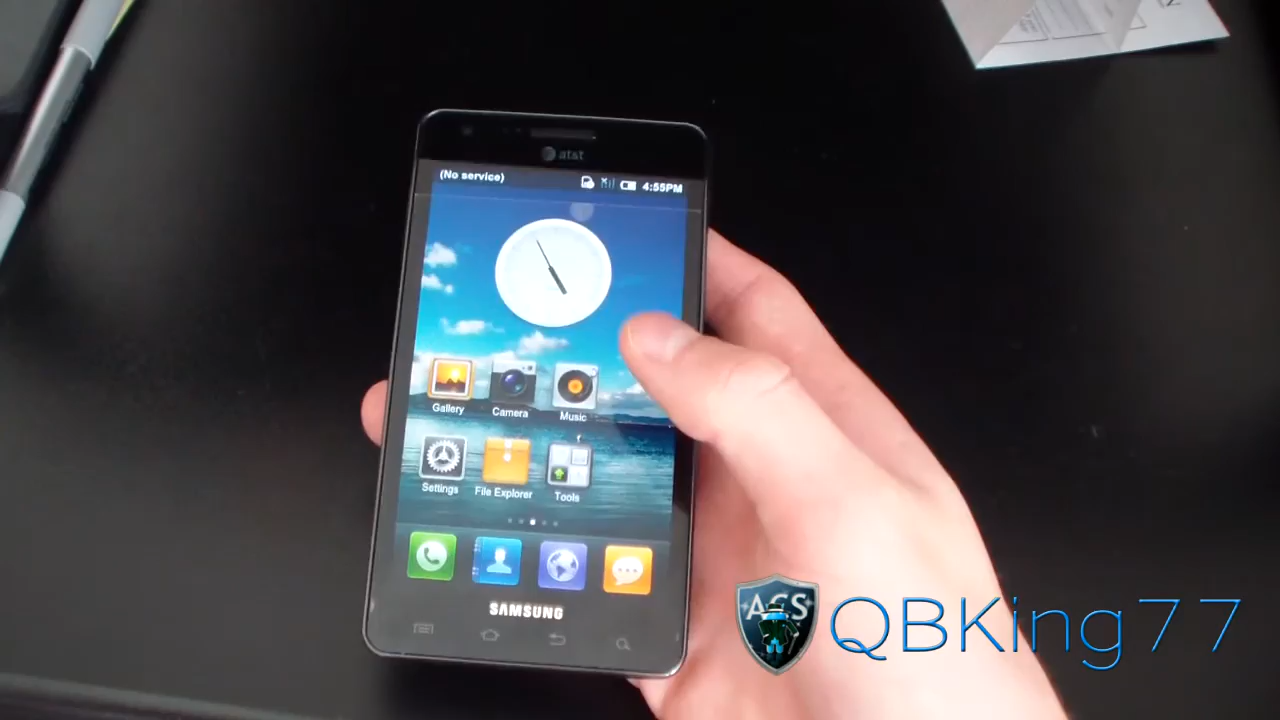 at&t
(No service)
4:55PM
Gallery
Camera
Music
Settings
File Explorer
Tools
SAMSUNG
ACS
QBKing77